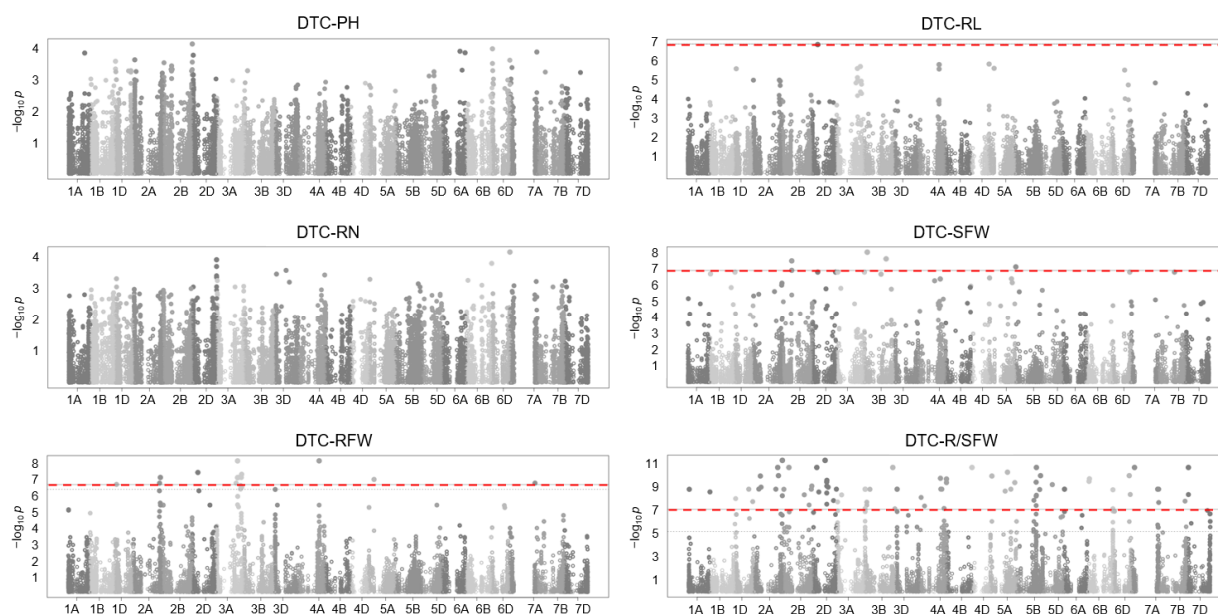 DTC-PH
4
3
2
1
−log10 p
1A 1B 1D 2A 2B 2D 3A 3B 3D 4A 4B 4D 5A 5B 5D 6A 6B 6D 7A 7B 7D
DTC-RL
7
6
5
4
3
2
1
−log10 p
1A 1B 1D 2A 2B 2D 3A 3B 3D 4A 4B 4D 5A 5B 5D 6A 6B 6D 7A 7B 7D
DTC-RN
4
3
2
1
−log10 p
1A 1B 1D 2A 2B 2D 3A 3B 3D 4A 4B 4D 5A 5B 5D 6A 6B 6D 7A 7B 7D
DTC-SFW
8
7
6
5
4
3
2
1
−log10 p
1A 1B 1D 2A 2B 2D 3A 3B 3D 4A 4B 4D 5A 5B 5D 6A 6B 6D 7A 7B 7D
DTC-RFW
8
7
6
5
4
3
2
1
−log10 p
1A 1B 1D 2A 2B 2D 3A 3B 3D 4A 4B 4D 5A 5B 5D 6A 6B 6D 7A 7B 7D
DTC-R/SFW
11
9
7
5
3
1
−log10 p
1A 1B 1D 2A 2B 2D 3A 3B 3D 4A 4B 4D 5A 5B 5D 6A 6B 6D 7A 7B 7D